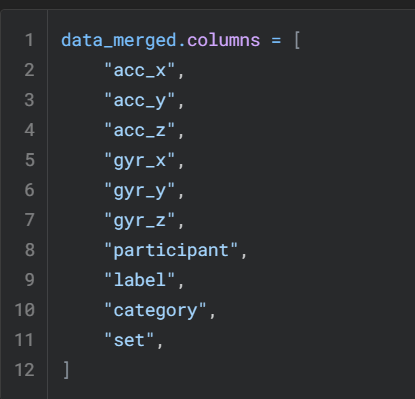 1 data_merged.columns = [
2     "acc_x",
3     "acc_y",
4     "acc_z",
5     "gyr_x",
6     "gyr_y",
7     "gyr_z",
8     "participant",
9     "label",
10     "category",
11     "set",
12 ]